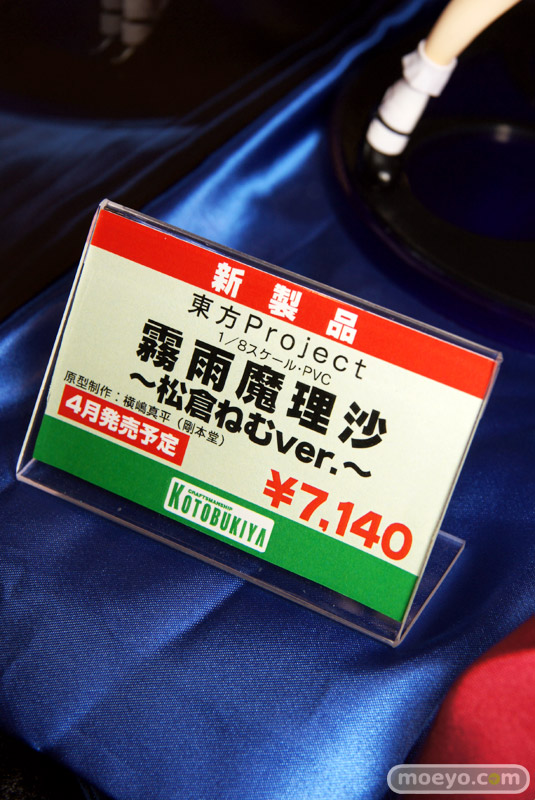 新製品
東方Project
1/8スケール・PVC
霧雨魔理沙
～松倉ねむver.～
原型制作：横嶋真平（剛本堂）
4月発売予定
¥7,140
CRAFTSMANSHIP
KOTOBUKIYA
moeyo.com